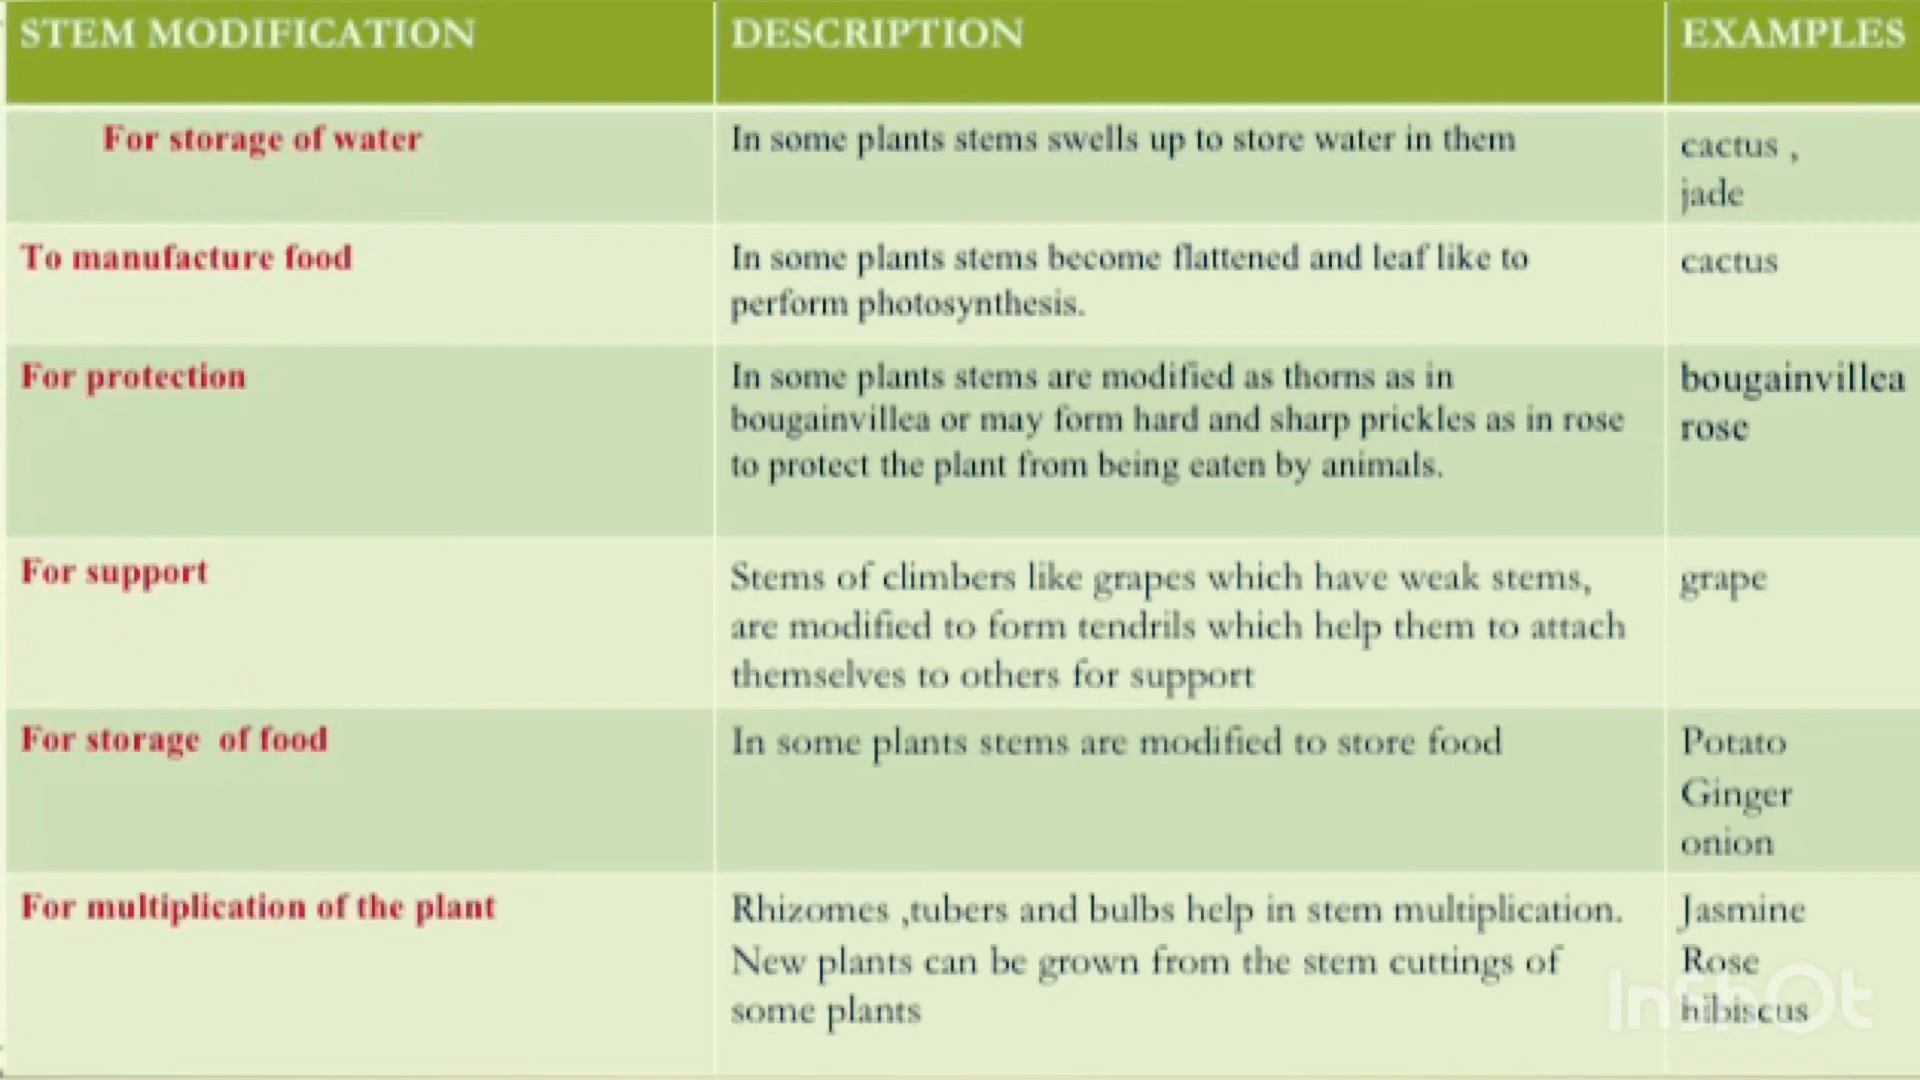 STEM MODIFICATION DESCRIPTION EXAMPLES
For storage of water
In some plants stems swells up to store water in them
cactus ,
jade
To manufacture food
In some plants stems become flattened and leaf like to
perform photosynthesis.
cactus
For protection
In some plants stems are modified as thorns as in
bougainvillea or may form hard and sharp prickles as in rose
to protect the plant from being eaten by animals.
bougainvillea
rose
For support
Stems of climbers like grapes which have weak stems,
are modified to form tendrils which help them to attach
themselves to others for support
grape
For storage of food
In some plants stems are modified to store food
Potato
Ginger
onion
For multiplication of the plant
Rhizomes ,tubers and bulbs help in stem multiplication.
New plants can be grown from the stem cuttings of
some plants
Jasmine
Rose
hibiscus
InShOt